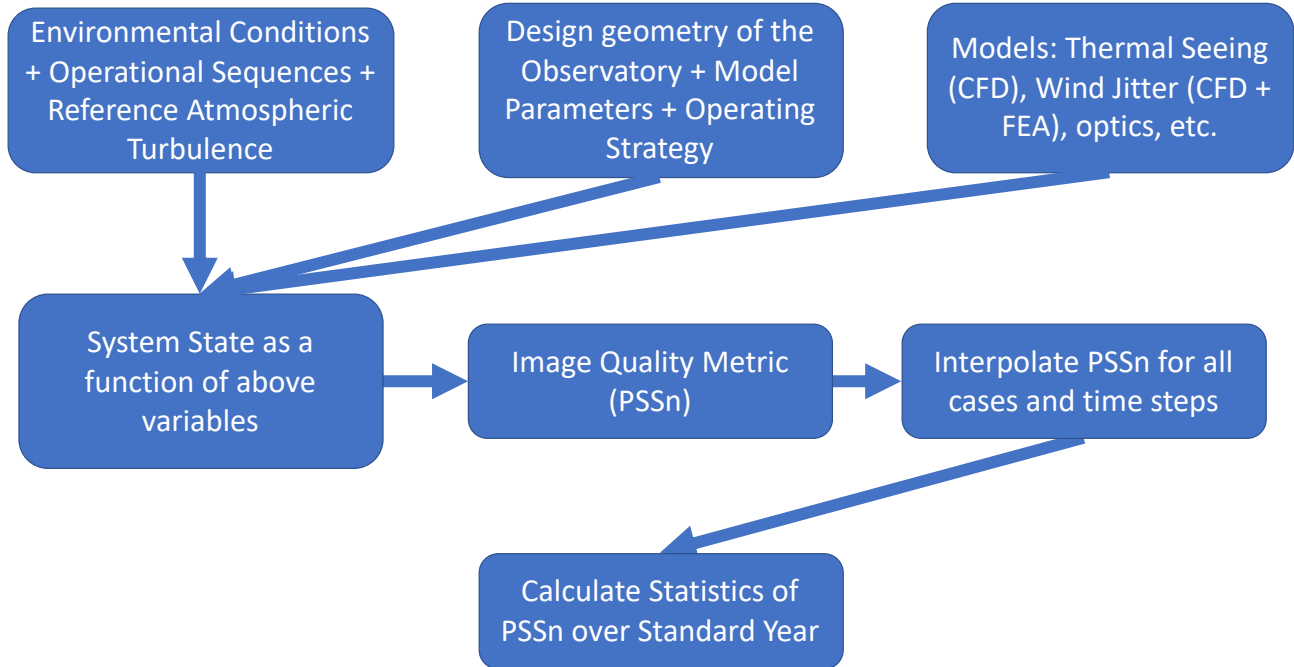 Environmental Conditions
+ Operational Sequences +
Reference Atmospheric
Turbulence
Design geometry of the
Observatory + Model
Parameters + Operating
Strategy
Models: Thermal Seeing
(CFD), Wind Jitter (CFD +
FEA), optics, etc.
System State as a
function of above
variables
Image Quality Metric
(PSSn)
Interpolate PSSn for all
cases and time steps
Calculate Statistics of
PSSn over Standard Year